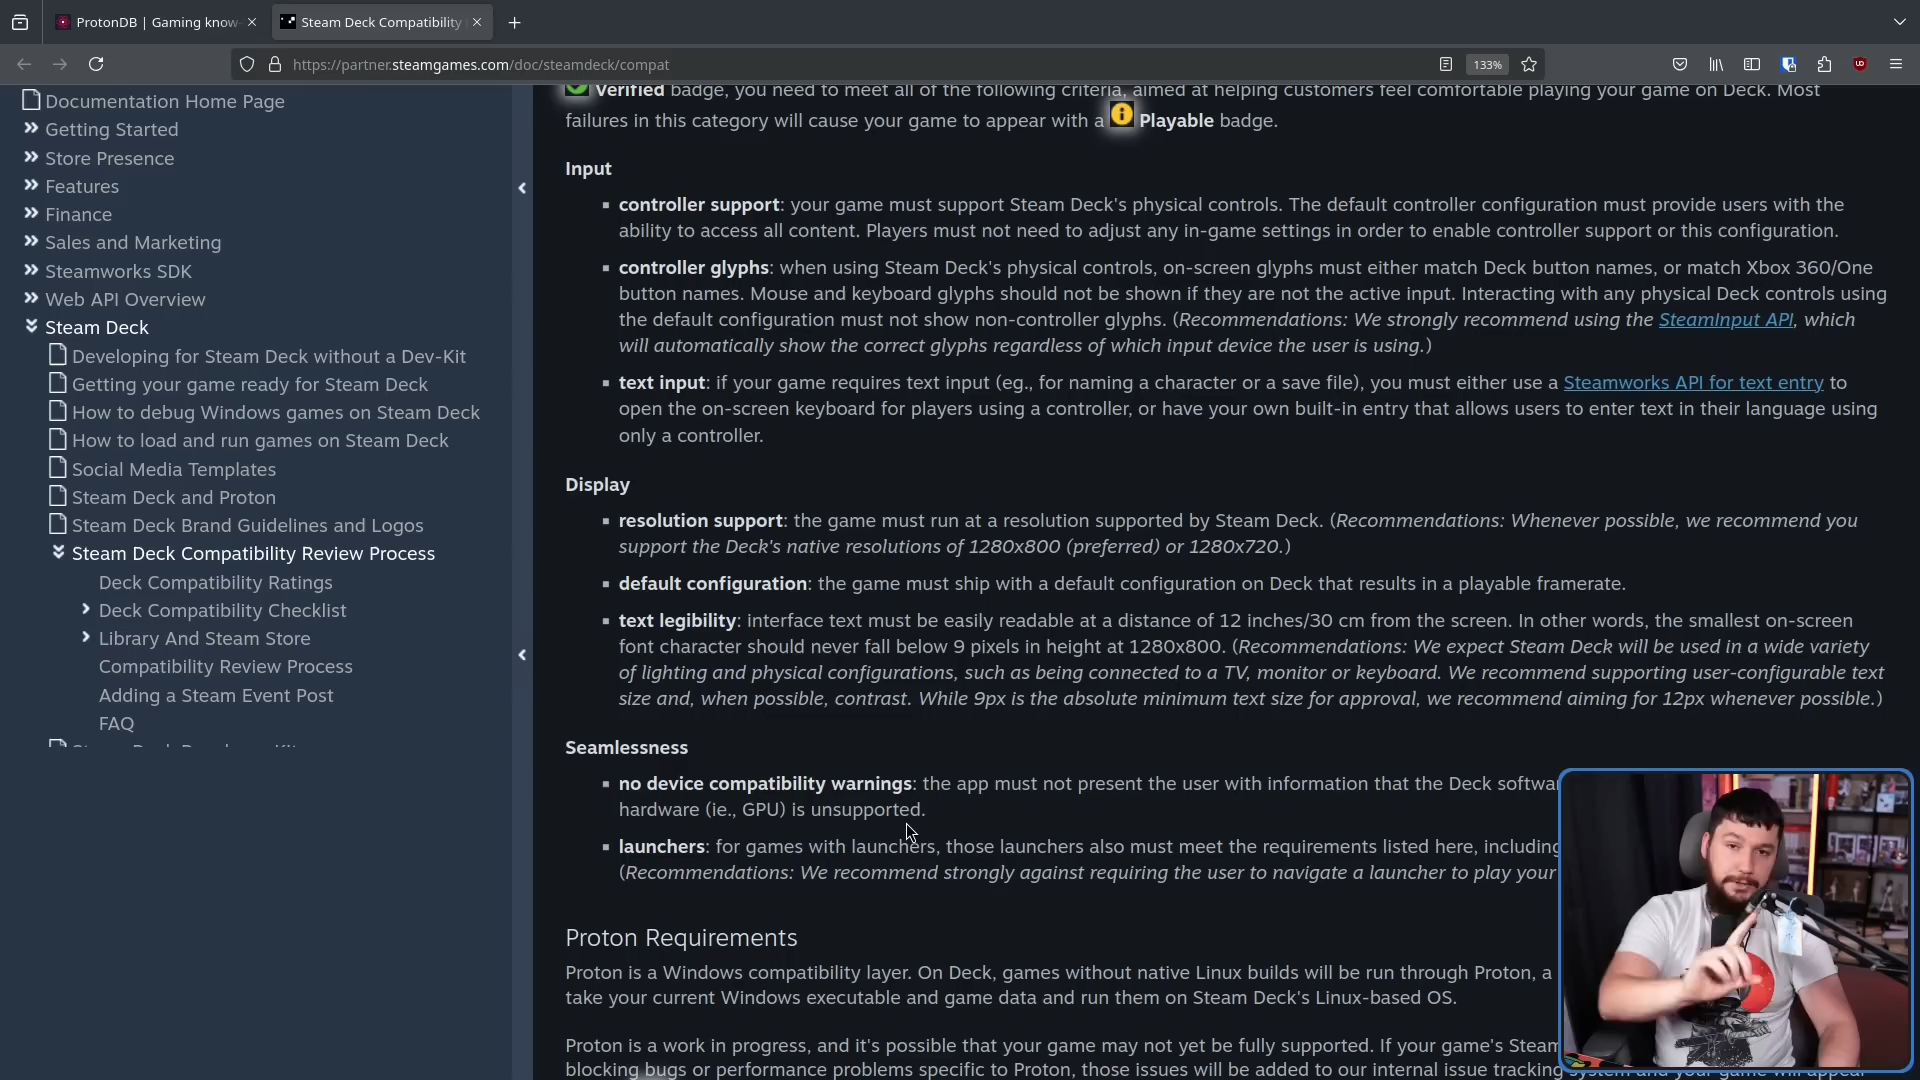 ProtonDB | Gaming know-
Steam Deck Compatibility
https://partner.steamgames.com/doc/steamdeck/compat
133%
Documentation Home Page
Getting Started
Store Presence
Features
Finance
Sales and Marketing
Steamworks SDK
Web API Overview
Steam Deck
Developing for Steam Deck without a Dev-Kit
Getting your game ready for Steam Deck
How to debug Windows games on Steam Deck
How to load and run games on Steam Deck
Social Media Templates
Steam Deck and Proton
Steam Deck Brand Guidelines and Logos
Steam Deck Compatibility Review Process
Deck Compatibility Ratings
Deck Compatibility Checklist
Library And Steam Store
Compatibility Review Process
Adding a Steam Event Post
FAQ
Verified badge, you need to meet all of the following criteria, aimed at helping customers feel comfortable playing your game on Deck. Most
failures in this category will cause your game to appear with a Playable badge.
Input
controller support: your game must support Steam Deck's physical controls. The default controller configuration must provide users with the
ability to access all content. Players must not need to adjust any in-game settings in order to enable controller support or this configuration.
controller glyphs: when using Steam Deck's physical controls, on-screen glyphs must either match Deck button names, or match Xbox 360/One
button names. Mouse and keyboard glyphs should not be shown if they are not the active input. Interacting with any physical Deck controls using
the default configuration must not show non-controller glyphs. (Recommendations: We strongly recommend using the SteamInput API, which
will automatically show the correct glyphs regardless of which input device the user is using.)
text input: if your game requires text input (eg., for naming a character or a save file), you must either use a Steamworks API for text entry to
open the on-screen keyboard for players using a controller, or have your own built-in entry that allows users to enter text in their language using
only a controller.
Display
resolution support: the game must run at a resolution supported by Steam Deck. (Recommendations: Whenever possible, we recommend you
support the Deck's native resolutions of 1280x800 (preferred) or 1280x720.)
default configuration: the game must ship with a default configuration on Deck that results in a playable framerate.
text legibility: interface text must be easily readable at a distance of 12 inches/30 cm from the screen. In other words, the smallest on-screen
font character should never fall below 9 pixels in height at 1280x800. (Recommendations: We expect Steam Deck will be used in a wide variety
of lighting and physical configurations, such as being connected to a TV, monitor or keyboard. We recommend supporting user-configurable text
size and, when possible, contrast. While 9px is the absolute minimum text size for approval, we recommend aiming for 12px whenever possible.)
Seamlessness
no device compatibility warnings: the app must not present the user with information that the Deck softwar
hardware (ie., GPU) is unsupported.
launchers: for games with launchers, those launchers also must meet the requirements listed here, including
(Recommendations: We recommend strongly against requiring the user to navigate a launcher to play your
Proton Requirements
Proton is a Windows compatibility layer. On Deck, games without native Linux builds will be run through Proton, a
take your current Windows executable and game data and run them on Steam Deck's Linux-based OS.
Proton is a work in progress, and it's possible that your game may not yet be fully supported. If your game's Steam
blocking bugs or performance problems specific to Proton, those issues will be added to our internal issue tracking